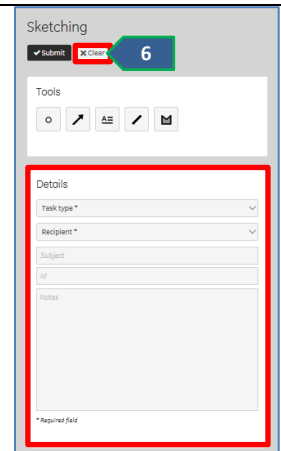 Sketching
✔Submit ✕Clear 6
Tools
A
Details
Task type *
Recipient *
Subject
Id
Notes
* Required field